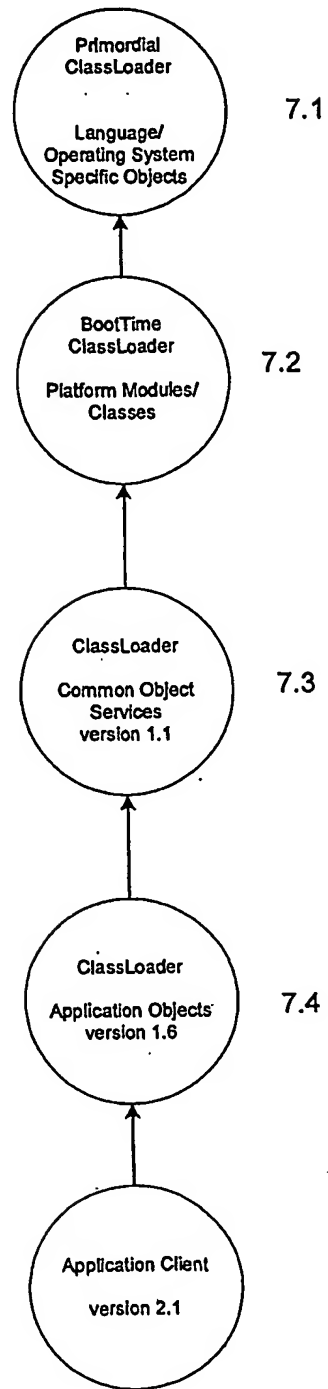 Primordial
ClassLoader
7.1
Language/
Operating System
Specific Objects
BootTime
ClassLoader
7.2
Platform Modules/
Classes
ClassLoader
7.3
Common Object
Services
version 1.1
ClassLoader
7.4
Application Objects
version 1.6
Application Client
version 2.1